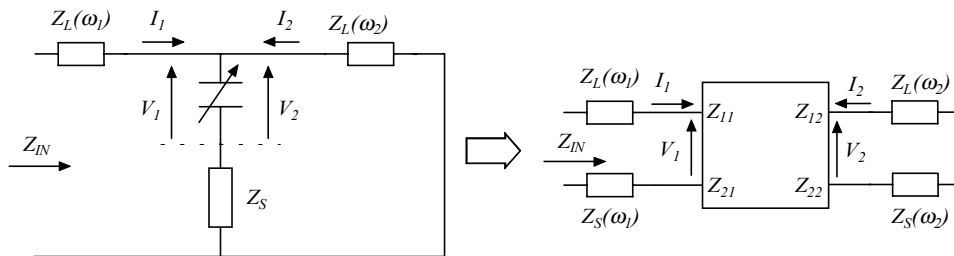 Z_L(ω_1) I_1 I_2 Z_L(ω_2)
V_1 V_2
Z_IN
Z_S
Z_L(ω_1) I_1 I_2 Z_L(ω_2)
Z_11 Z_12
Z_IN V_1 V_2
Z_21 Z_22
Z_S(ω_1) Z_S(ω_2)